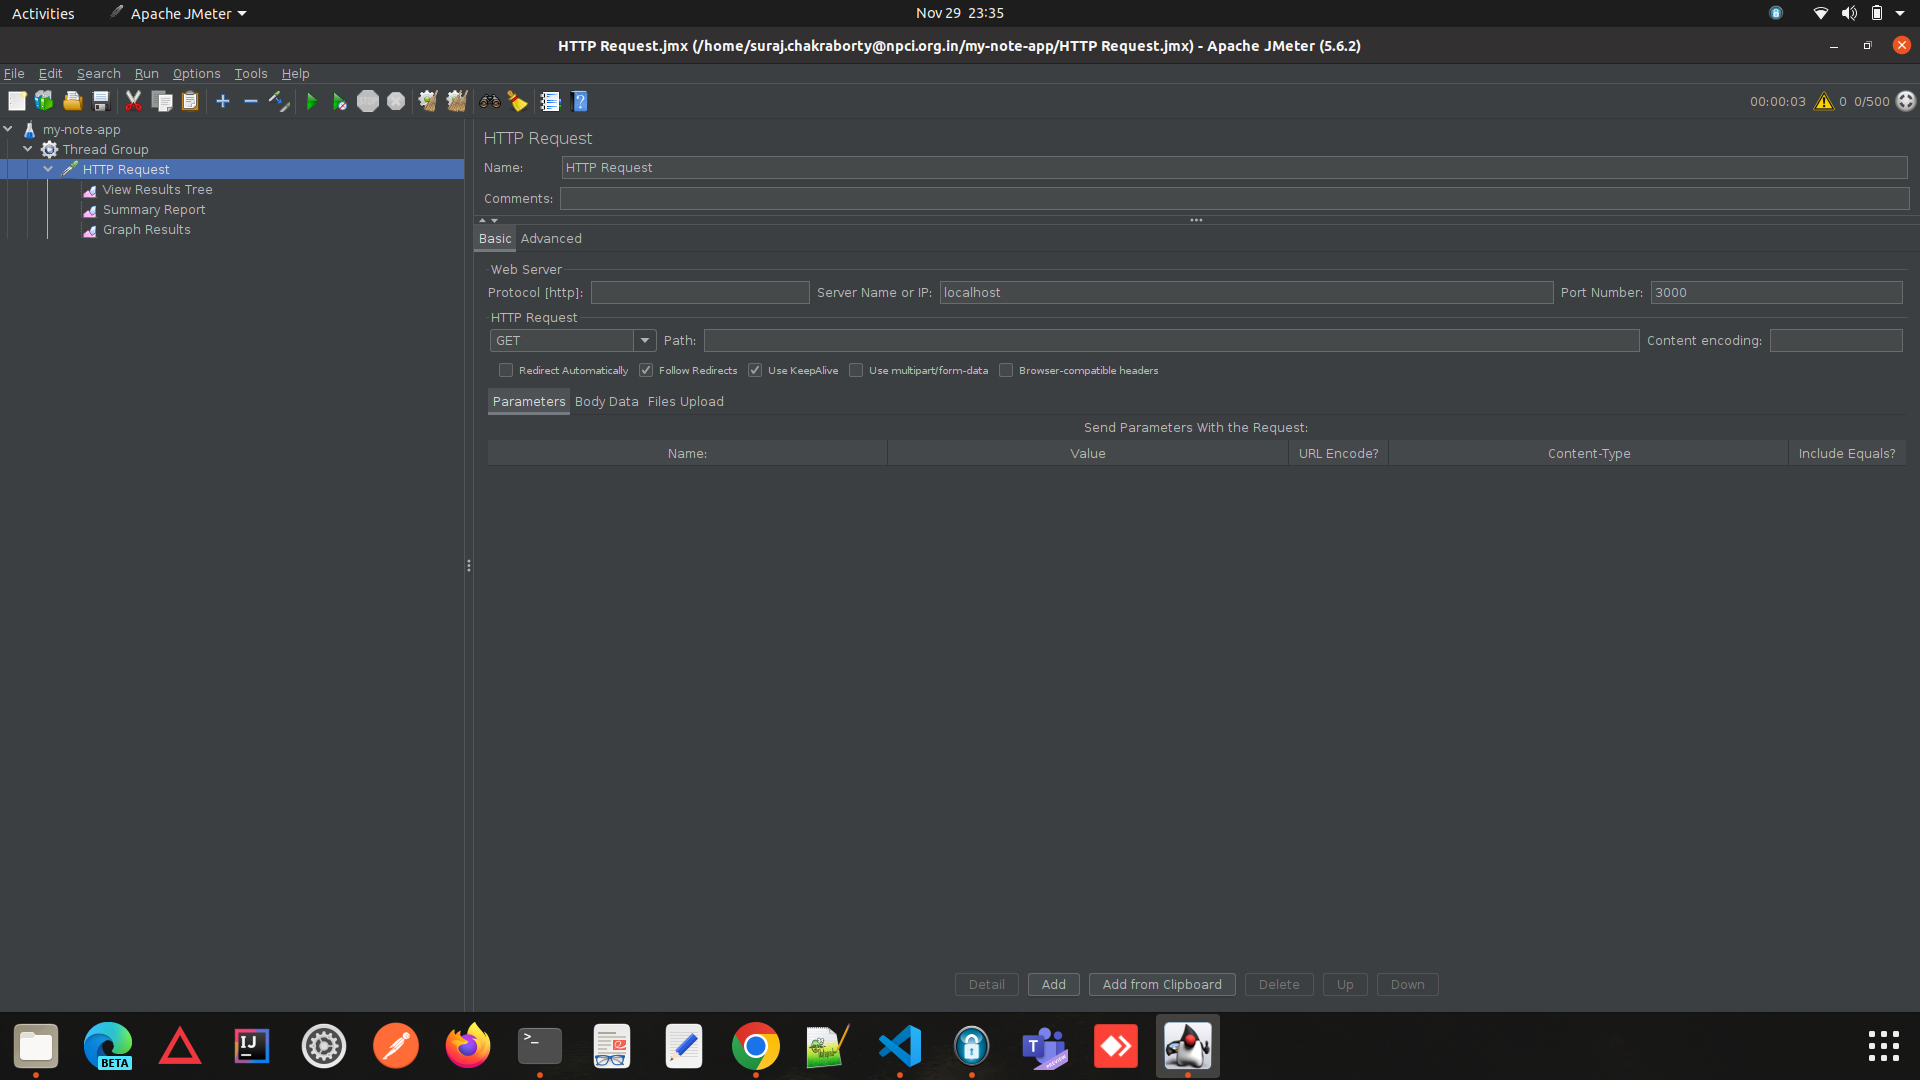 Activities Apache JMeter Nov 29 23:35
HTTP Request.jmx (/home/suraj.chakraborty@npci.org.in/my-note-app/HTTP Request.jmx) - Apache JMeter (5.6.2)
File Edit Search Run Options Tools Help
00:00:03 0 0/500
my-note-app
Thread Group
HTTP Request
View Results Tree
Summary Report
Graph Results
HTTP Request
Name: HTTP Request
Comments:
Basic Advanced
Web Server
Protocol [http]: Server Name or IP: localhost Port Number: 3000
HTTP Request
GET Path: Content encoding:
Redirect Automatically Follow Redirects Use KeepAlive Use multipart/form-data Browser-compatible headers
Parameters Body Data Files Upload
Send Parameters With the Request:
Name: Value URL Encode? Content-Type Include Equals?
Detail Add Add from Clipboard Delete Up Down
BETA
IJ
>_
T